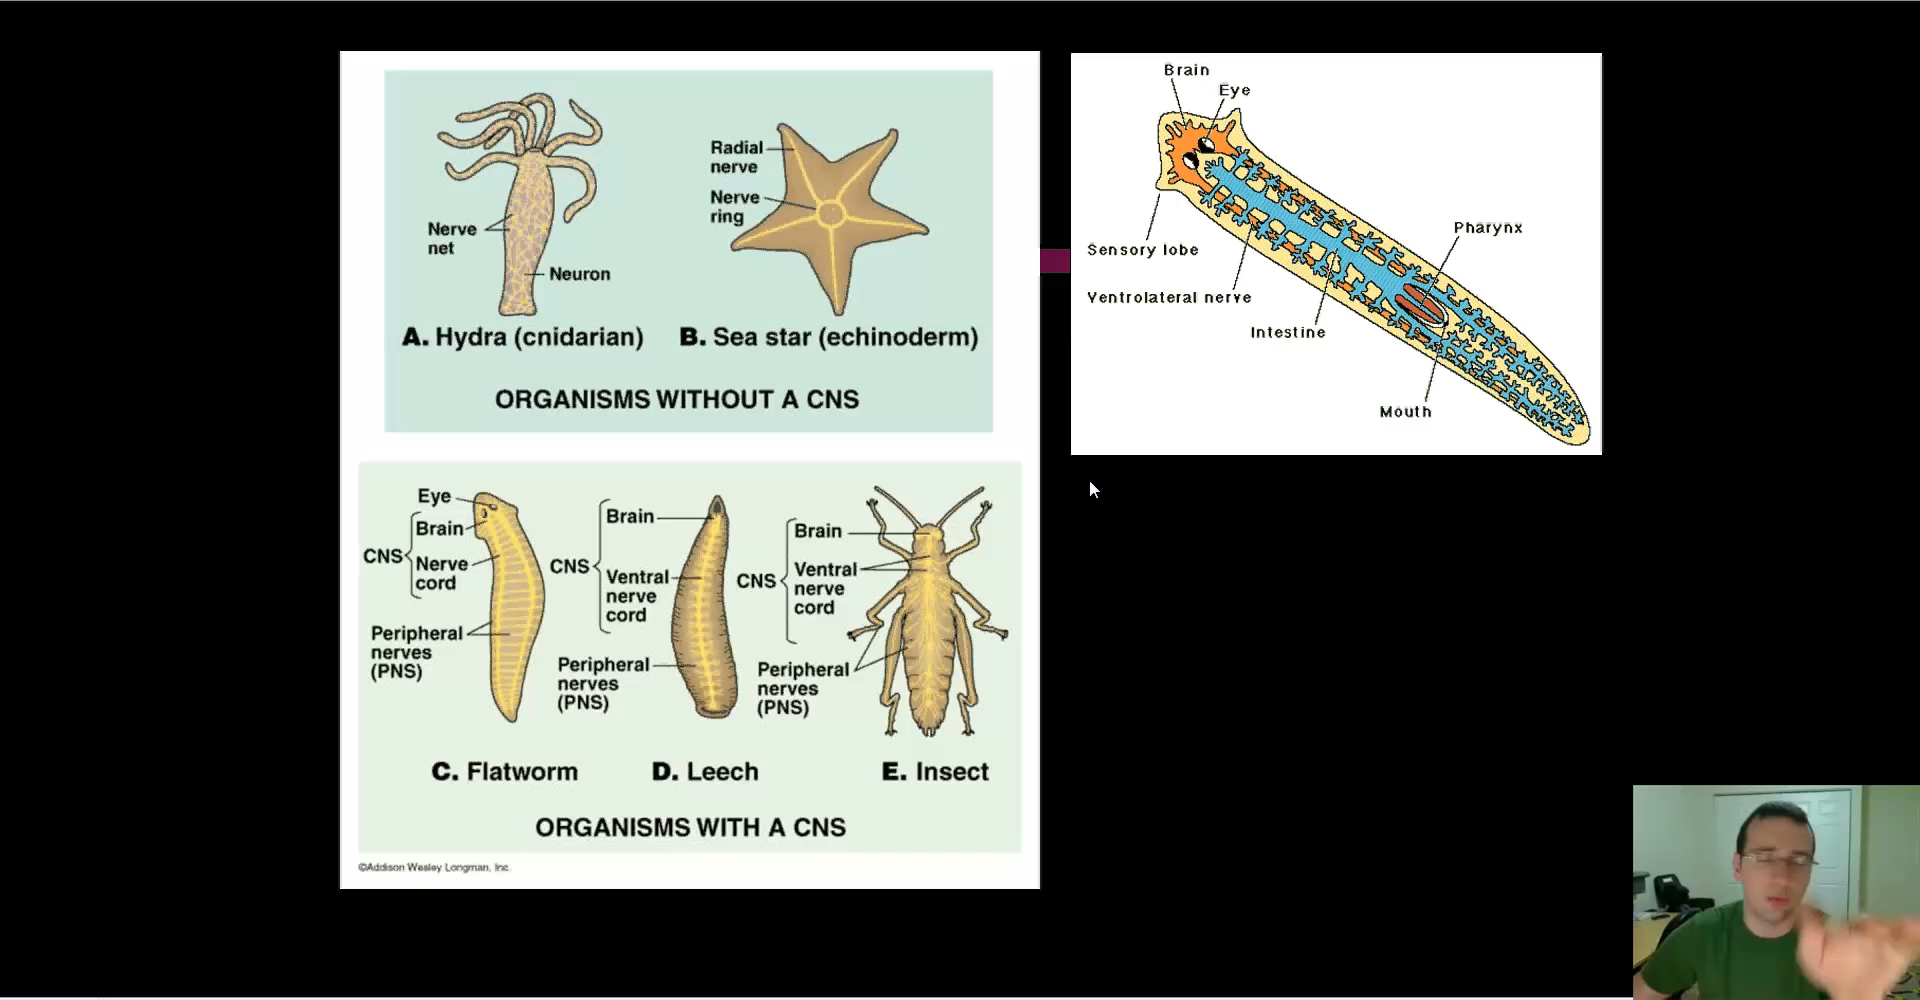 Radial
nerve
Nerve
ring
Nerve
net
Neuron
A. Hydra (cnidarian)
B. Sea star (echinoderm)
ORGANISMS WITHOUT A CNS
Eye
Brain
CNS
Nerve
cord
Peripheral
nerves
(PNS)
Brain
CNS
Ventral
nerve
cord
Peripheral
nerves
(PNS)
Brain
CNS
Ventral
nerve
cord
Peripheral
nerves
(PNS)
C. Flatworm
D. Leech
E. Insect
ORGANISMS WITH A CNS
©Addison Wesley Longman, Inc.
Brain
Eye
Pharynx
Sensory lobe
Ventrolateral nerve
Intestine
Mouth